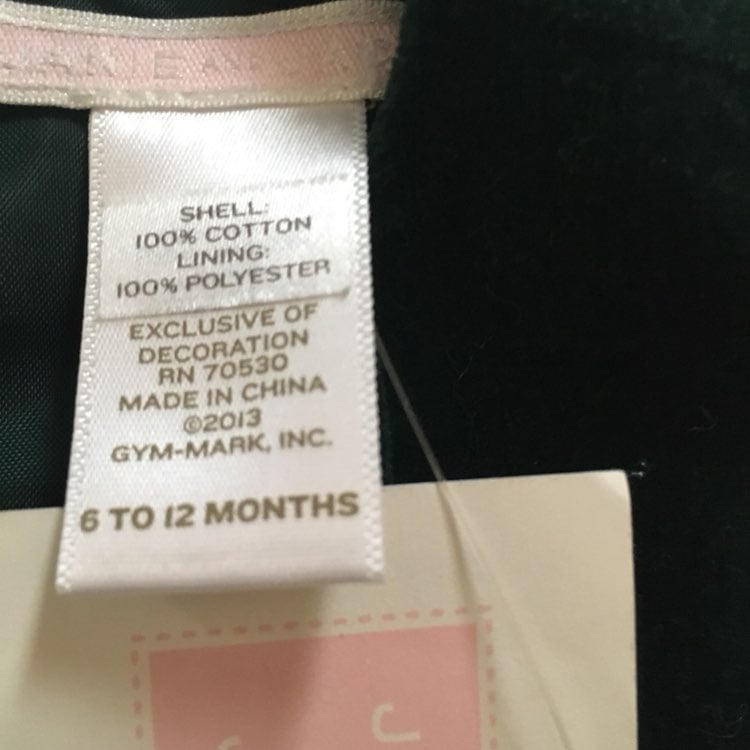 SHELL:
100% COTTON
LINING:
100% POLYESTER
EXCLUSIVE OF
DECORATION
RN 70530
MADE IN CHINA
©2013
GYM-MARK, INC.
6 TO 12 MONTHS
J